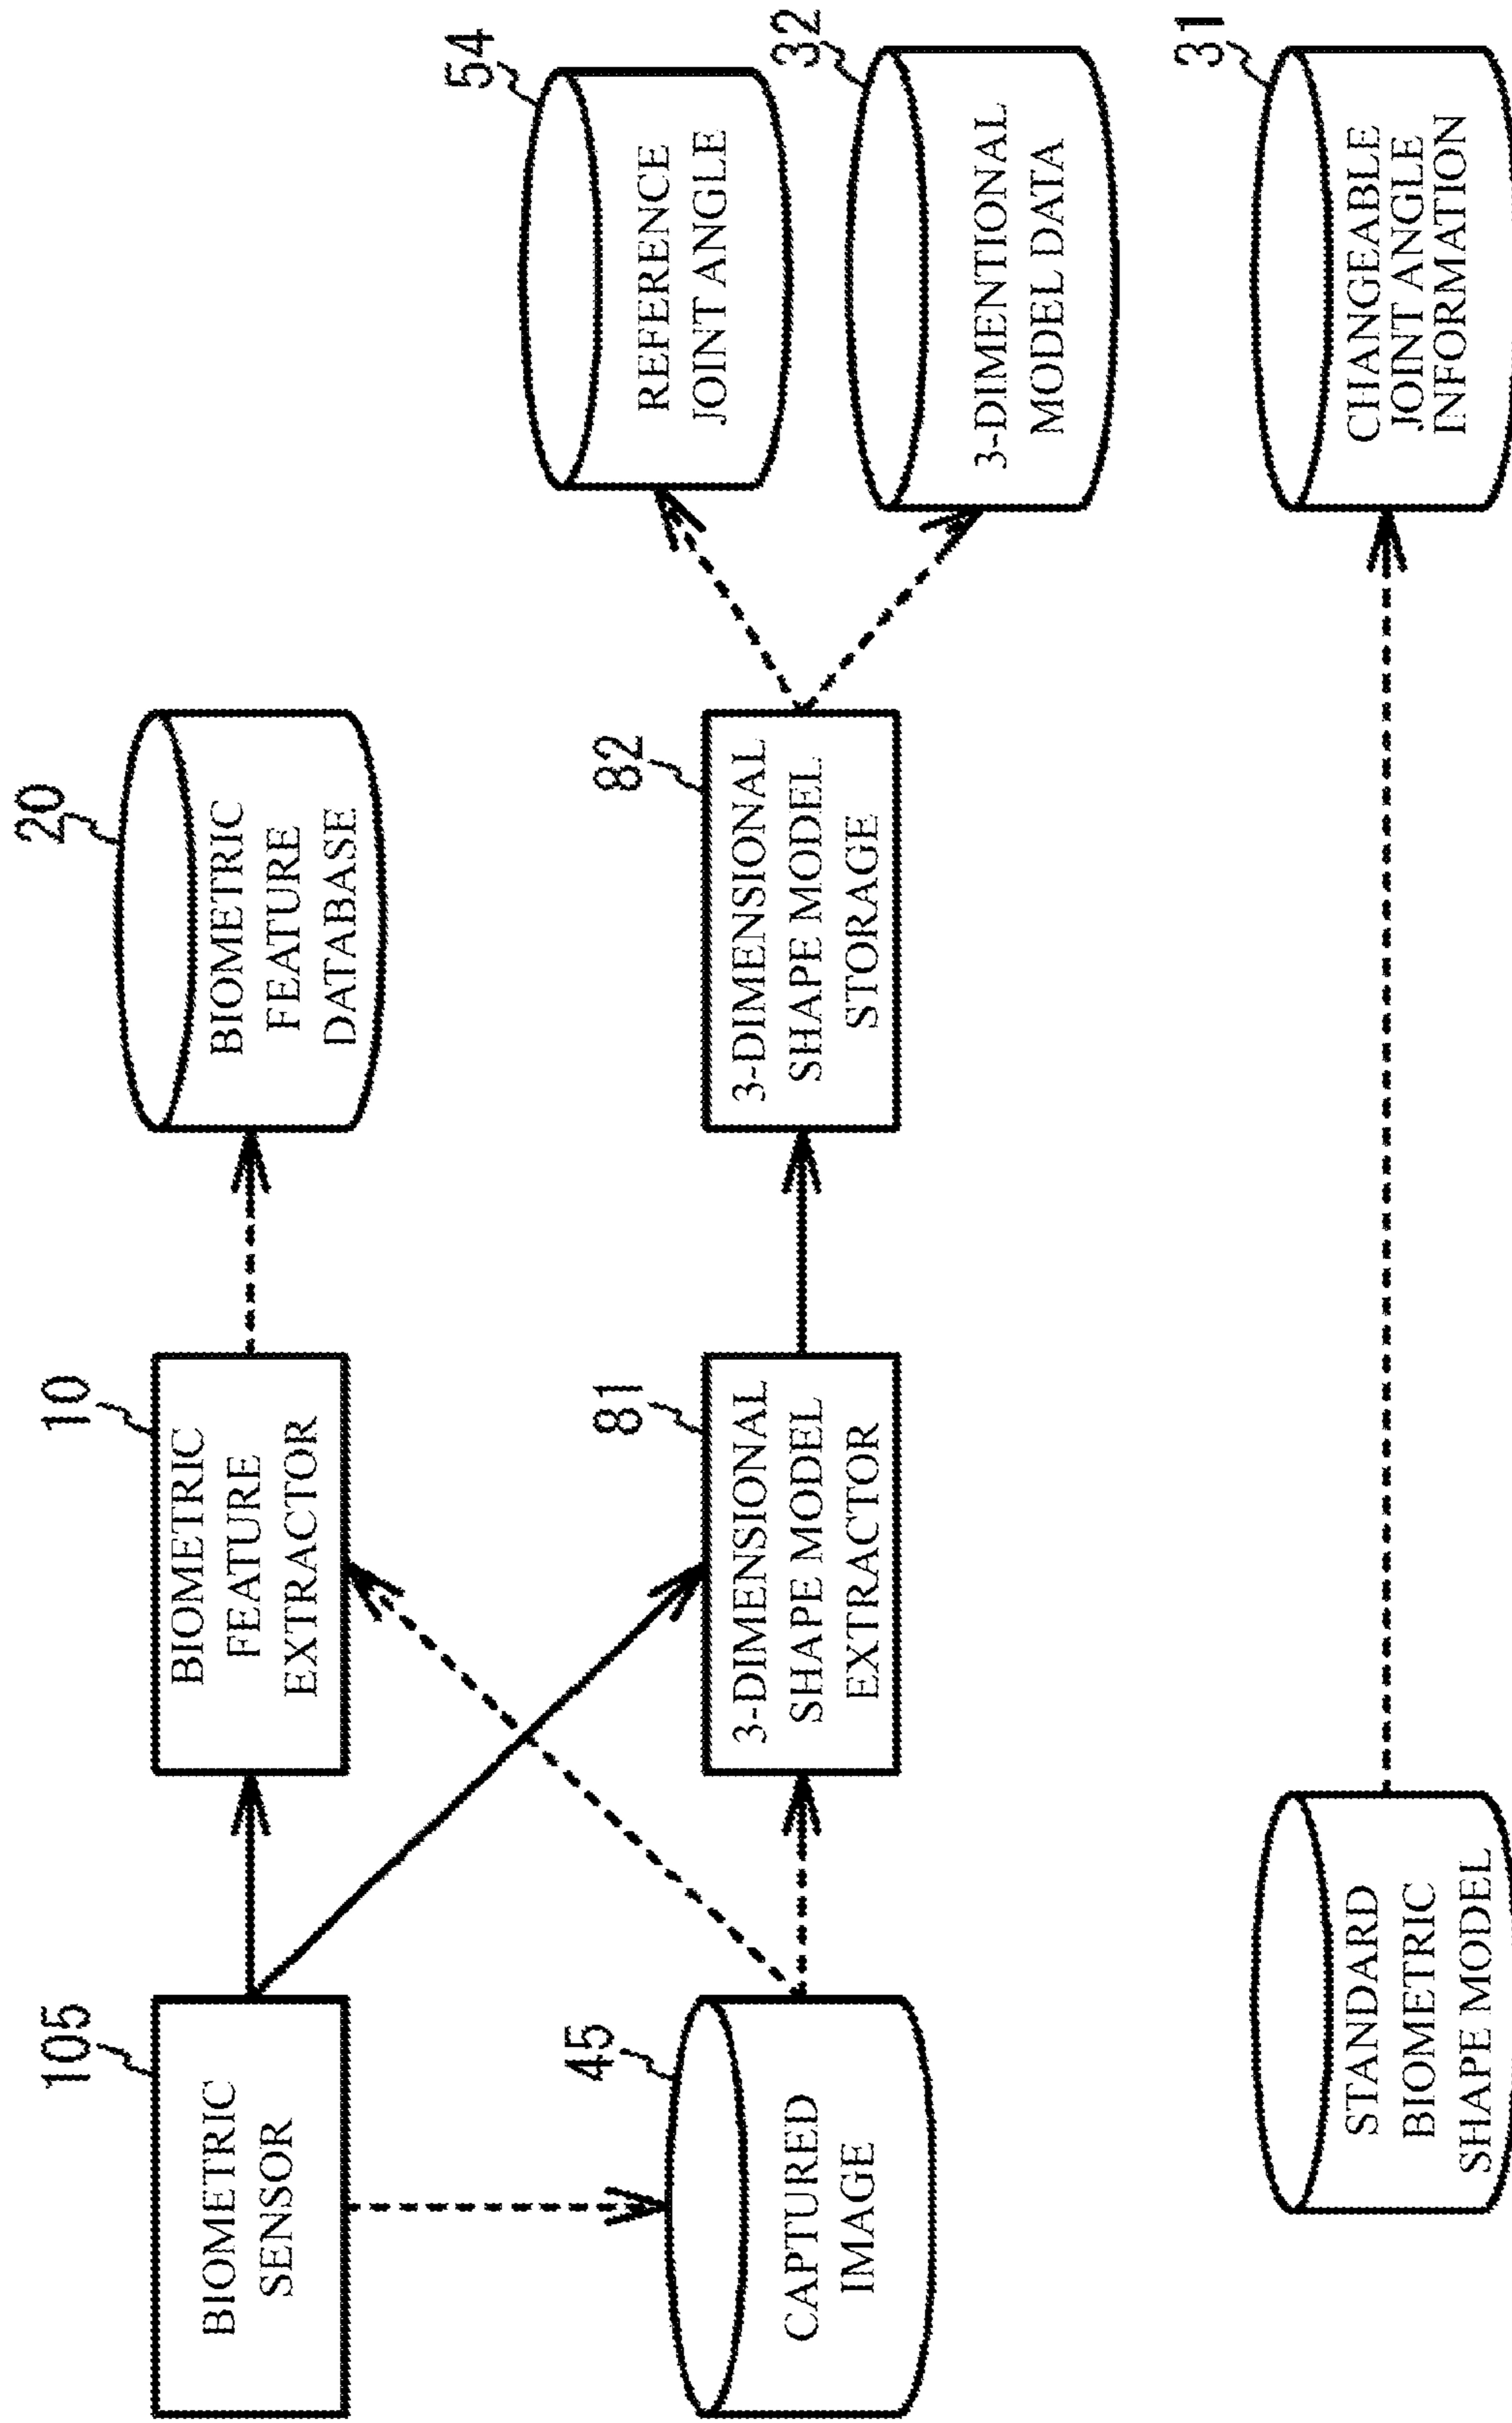 105
BIOMETRIC
SENSOR
10
BIOMETRIC
FEATURE
EXTRACTOR
20
BIOMETRIC
FEATURE
DATABASE
45
CAPTURED
IMAGE
81
3-DIMENSIONAL
SHAPE MODEL
EXTRACTOR
82
3-DIMENSIONAL
SHAPE MODEL
STORAGE
54
REFERENCE
JOINT ANGLE
32
3-DIMENTIONAL
MODEL DATA
STANDARD
BIOMETRIC
SHAPE MODEL
31
CHANGEABLE
JOINT ANGLE
INFORMATION